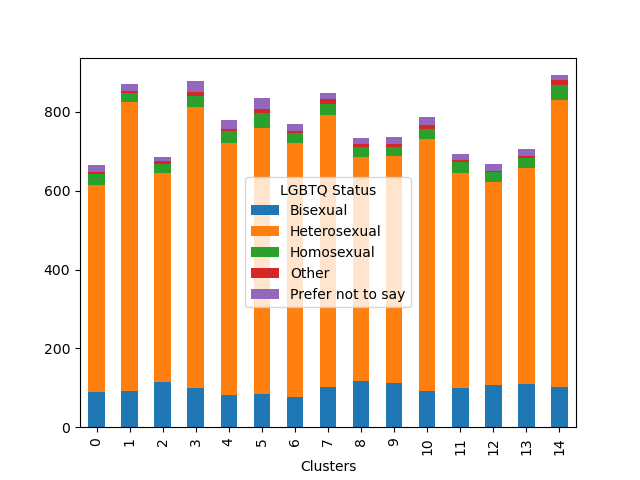 800
600
400
200
0
LGBTQ Status
Bisexual
Heterosexual
Homosexual
Other
Prefer not to say
0 1 2 3 4 5 6 7 8 9 10 11 12 13 14
Clusters